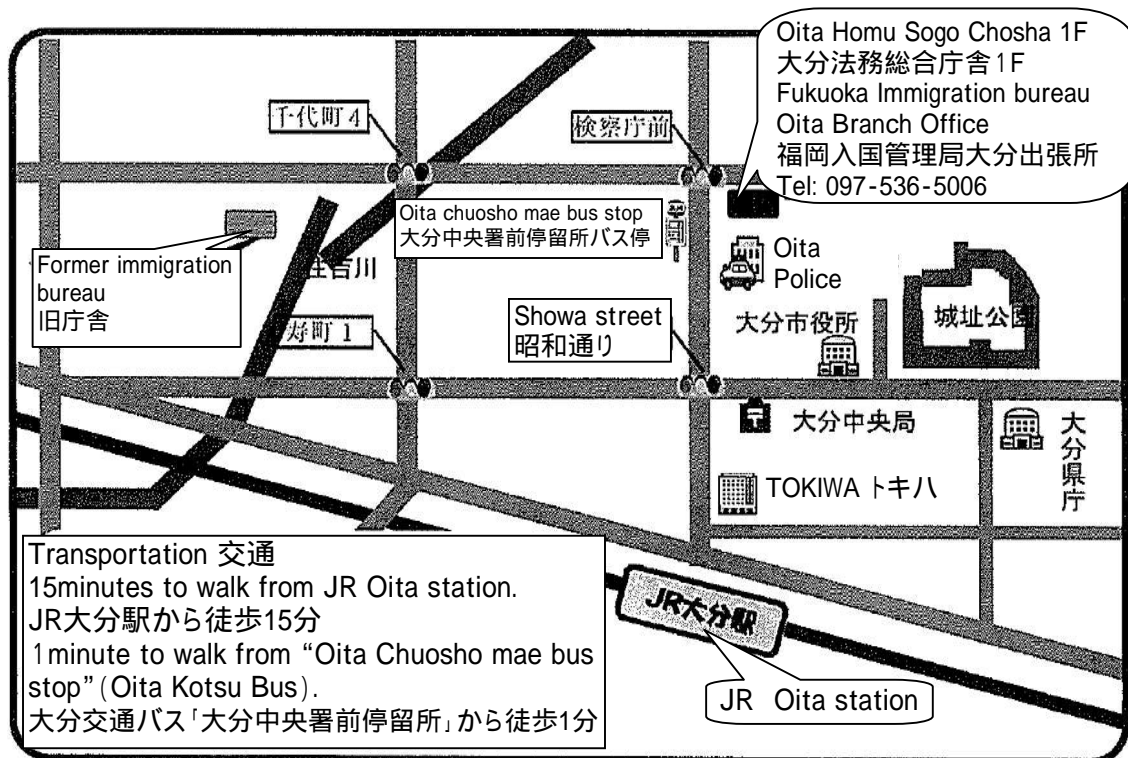 Oita Homu Sogo Chosha 1F
大分法務総合庁舎1F
Fukuoka Immigration bureau
Oita Branch Office
福岡入国管理局大分出張所
Tel: 097-536-5006
千代町4
検察庁前
Oita chuosho mae bus stop
大分中央署前停留所バス停
Former immigration
bureau
旧庁舎
住吉川
Oita
Police
寿町1
Showa street
昭和通り
大分市役所
城址公園
大分中央局
大分県庁
TOKIWA トキハ
Transportation 交通
15minutes to walk from JR Oita station.
JR大分駅から徒歩15分
1minute to walk from “Oita Chuosho mae bus
stop” (Oita Kotsu Bus).
大分交通バス「大分中央署前停留所」から徒歩1分
JR大分駅
JR Oita station